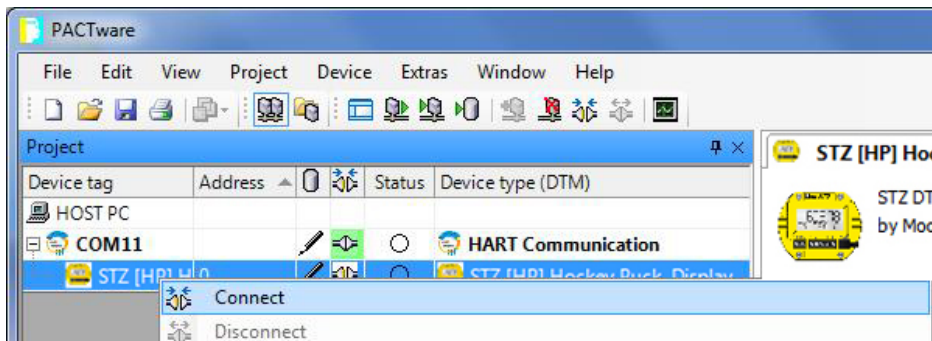 PACTware
File Edit View Project Device Extras Window Help
Project
STZ [HP] Ho
Device tag Address Status Device type (DTM)
STZ DT
HOST PC
by Moo
COM11 HART Communication
STZ [HP] H 0 STZ [HP] Hockey Puck, Display
Connect
Disconnect